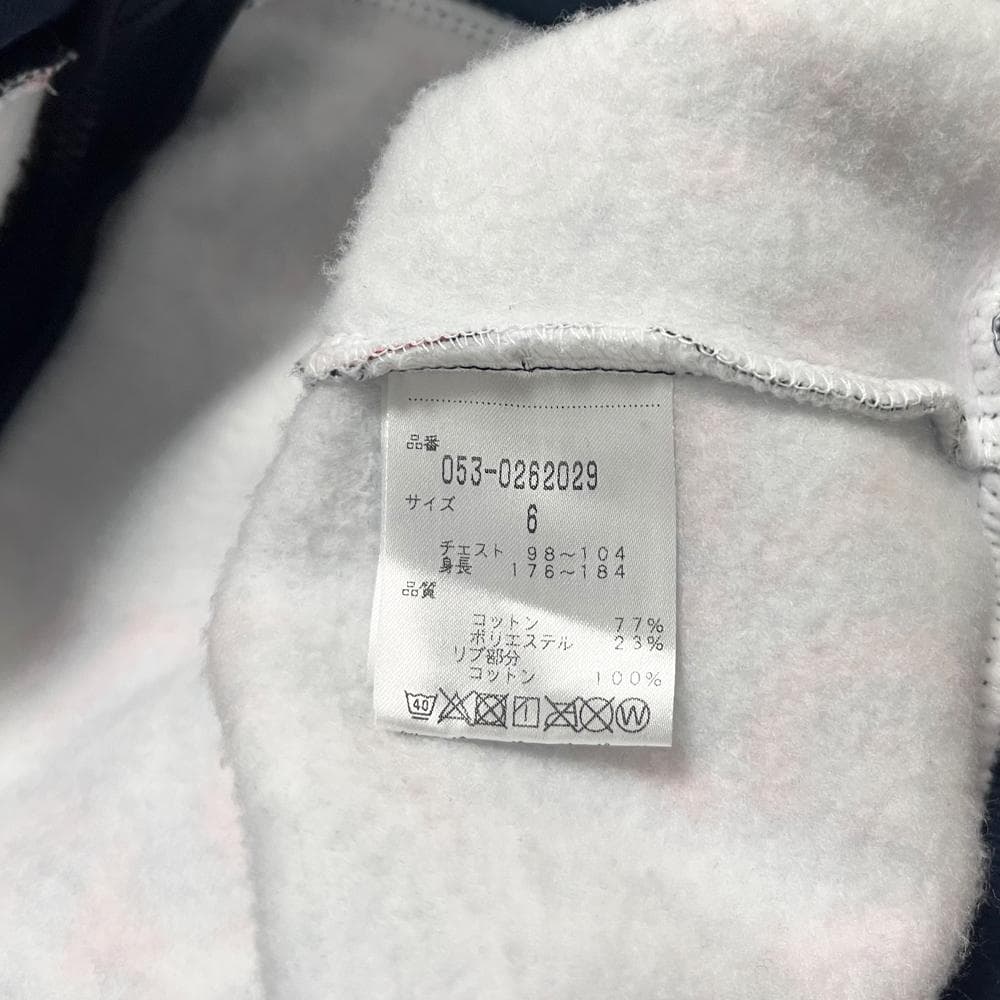 品番
053-0262029
サイズ
6
チェスト 98～104
身長 176～184
品質
コットン 77%
ポリエステル 23%
リブ部分
コットン 100%
40 W